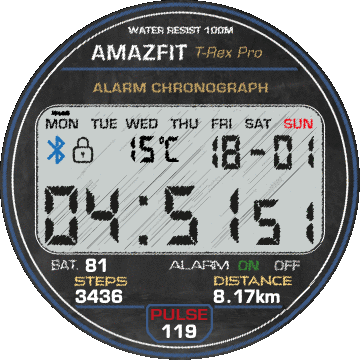 WATER RESIST 100M
AMAZFIT T-Rex Pro
ALARM CHRONOGRAPH
MON TUE WED THU FRI SAT SUN
15°C 18-01
04:51 51
BAT. 81 ALARM ON OFF
STEPS DISTANCE
3436 8.17km
PULSE
119